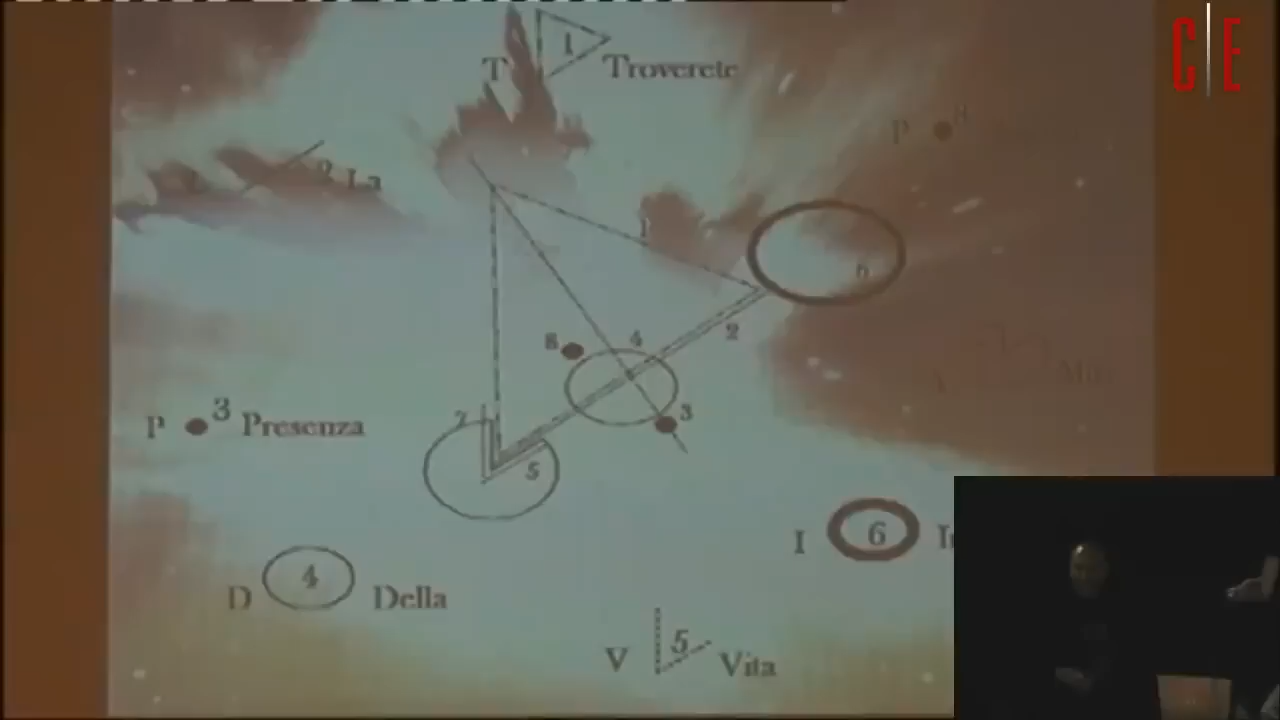 C|E
T 1 Troverete
P 8
2 La
1
6
2
8 4
3
P 3 Presenza
7
5
I 6
D 4 Della
V 5 Vita